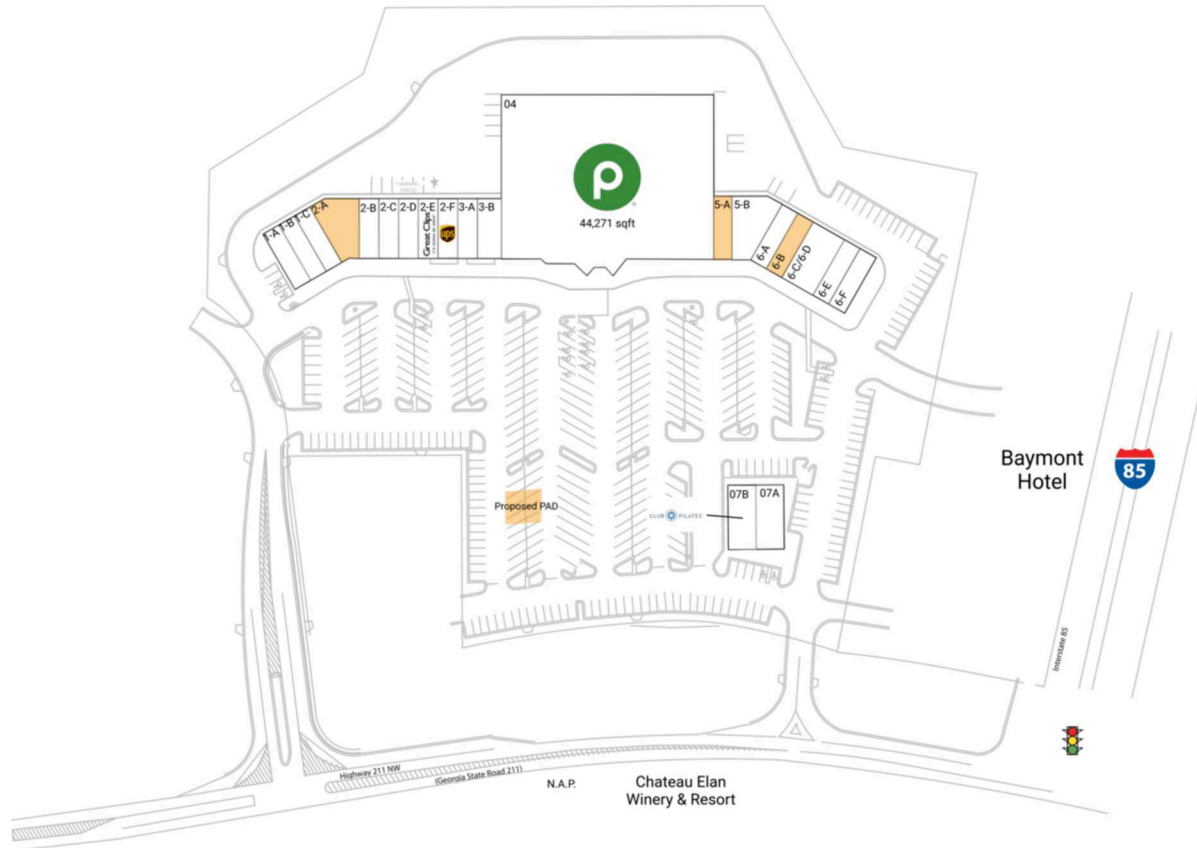 04
44,271 sqft
1-A
1-B
1-C
2-A
2-B
2-C
2-D
2-E
2-F
3-A
3-B
Great Clips
ups
5-A
5-B
6-A
6-B
6-C/6-D
6-E
6-F
Proposed PAD
CLUB PILATES
07B
07A
Baymont
Hotel
85
Interstate 85
Highway 211 NW
(Georgia State Road 211)
N.A.P.
Chateau Elan
Winery & Resort